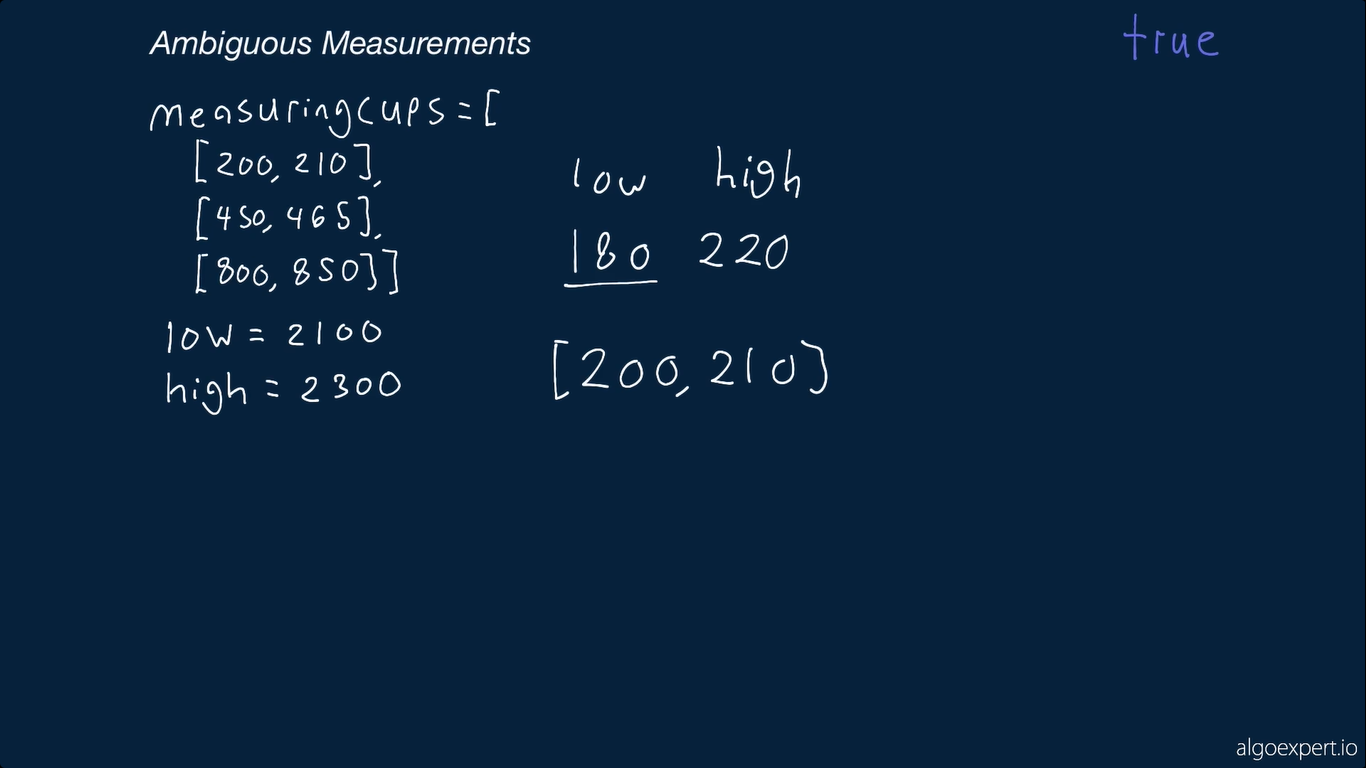 Ambiguous Measurements
true
measuringcups=[
[200, 210],
[450, 465],
[800, 850]]
low = 2100
high = 2300
low high
180 220
[200, 210]
algoexpert.io